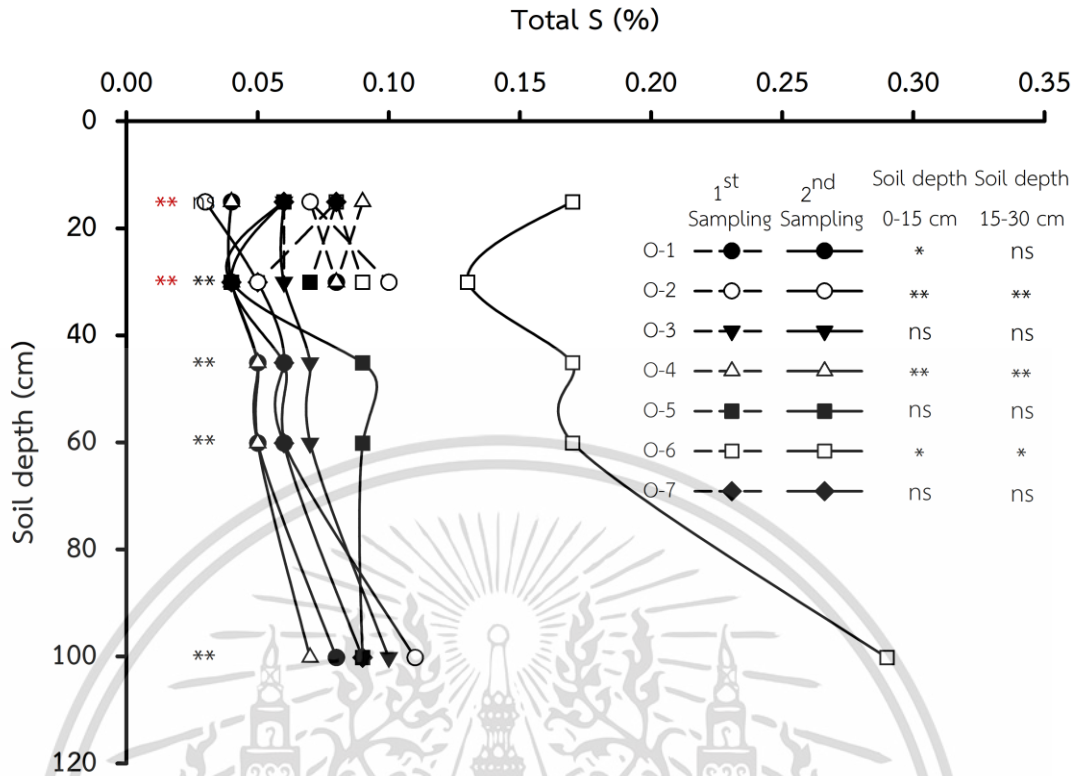 Total S (%)
0.00 0.05 0.10 0.15 0.20 0.25 0.30 0.35
0
20
40
60
80
100
120
Soil depth (cm)
** ns
** **
**
**
**
1st Sampling 2nd Sampling Soil depth 0-15 cm Soil depth 15-30 cm
O-1 * ns
O-2 ** **
O-3 ns ns
O-4 ** **
O-5 ns ns
O-6 * *
O-7 ns ns